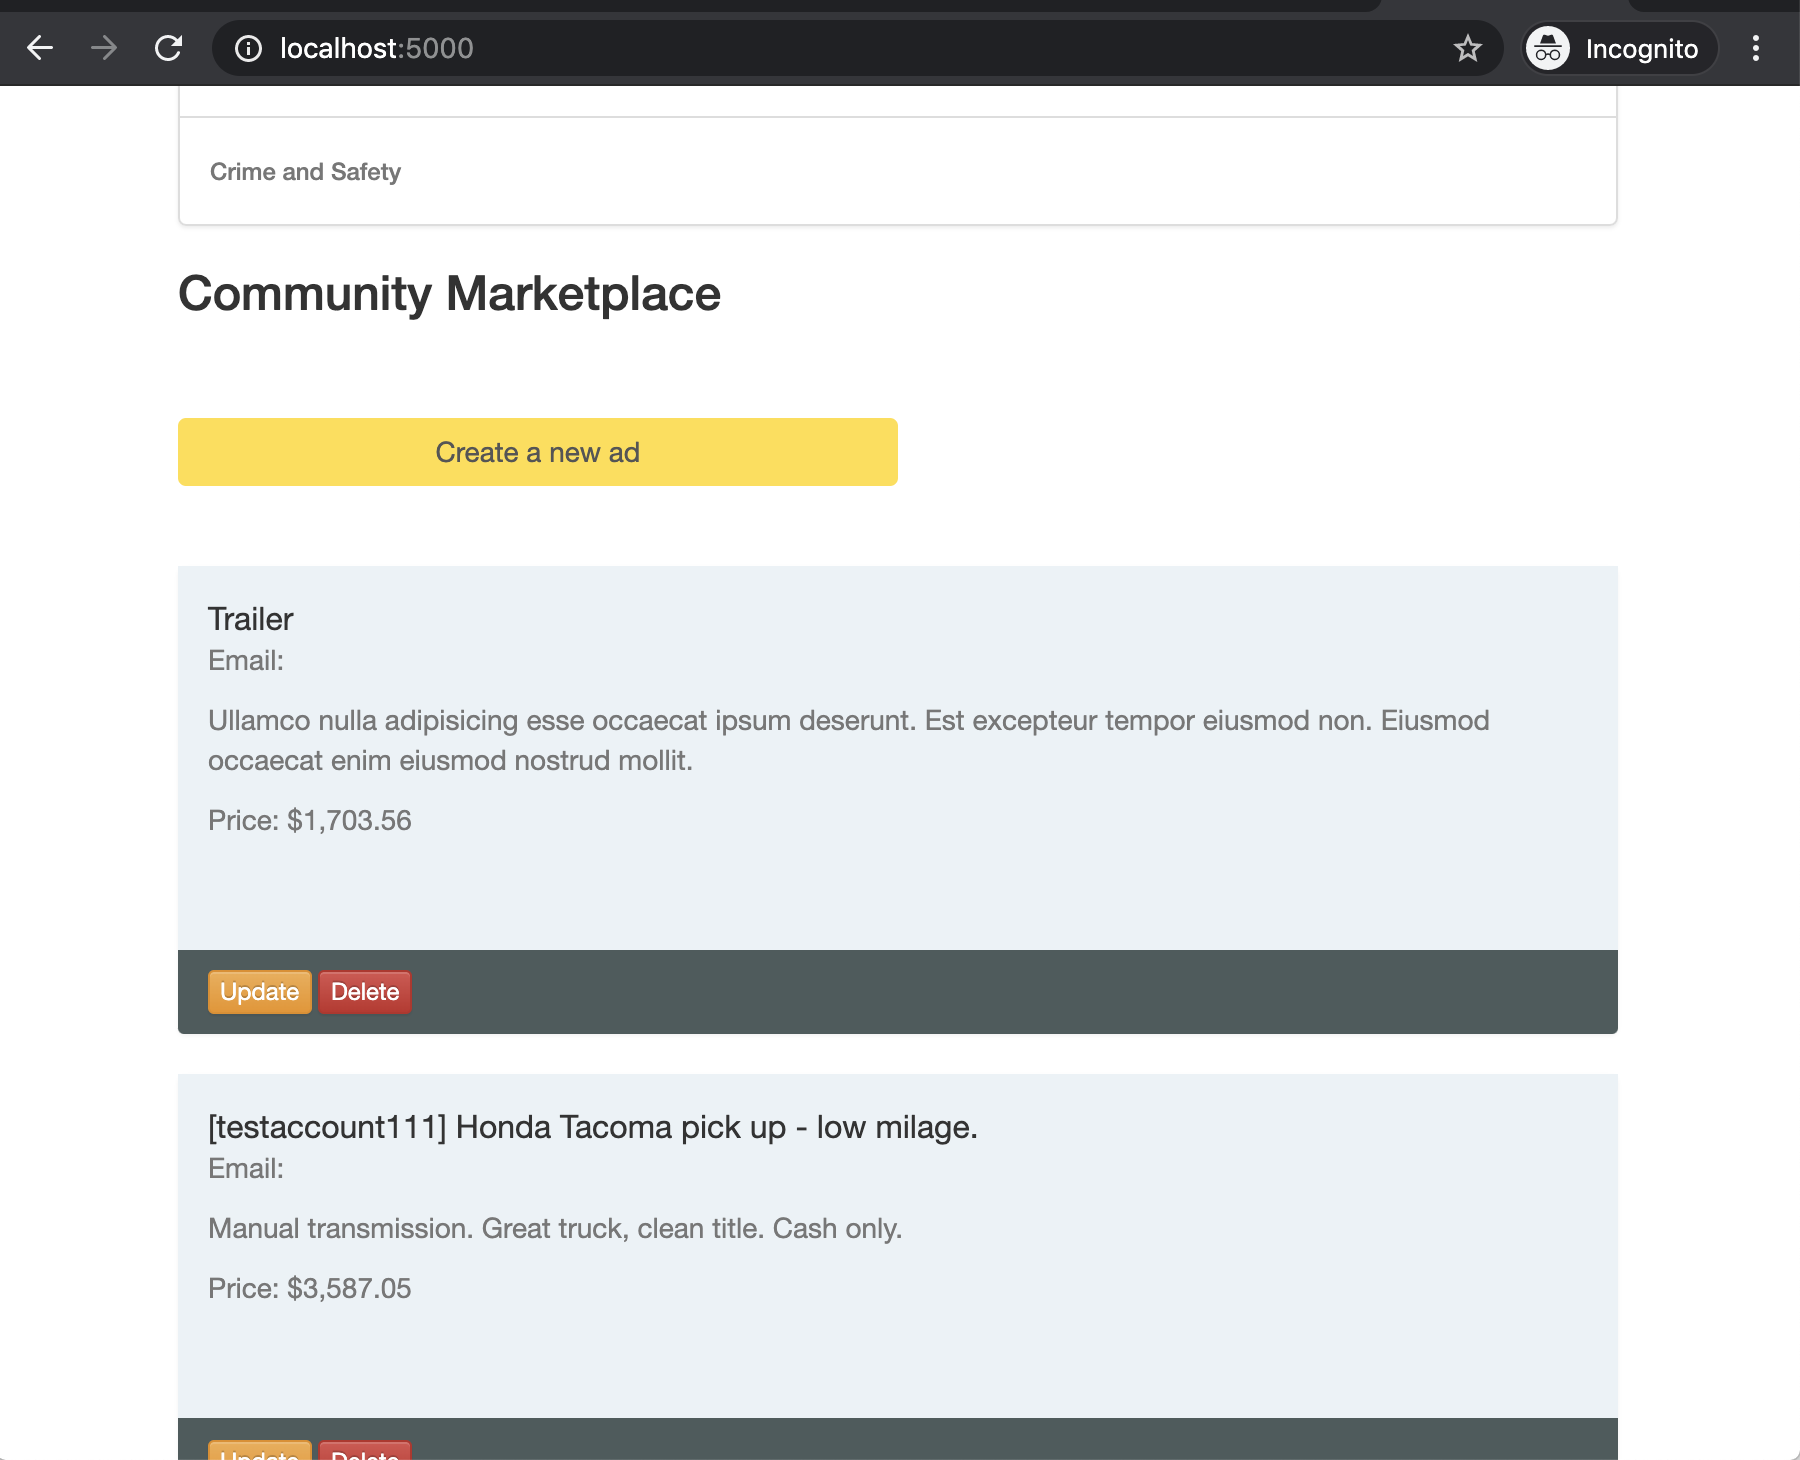 localhost:5000
Incognito
Crime and Safety
Community Marketplace
Create a new ad
Trailer
Email:
Ullamco nulla adipisicing esse occaecat ipsum deserunt. Est excepteur tempor eiusmod non. Eiusmod
occaecat enim eiusmod nostrud mollit.
Price: $1,703.56
Update Delete
[testaccount111] Honda Tacoma pick up - low milage.
Email:
Manual transmission. Great truck, clean title. Cash only.
Price: $3,587.05
Update Delete